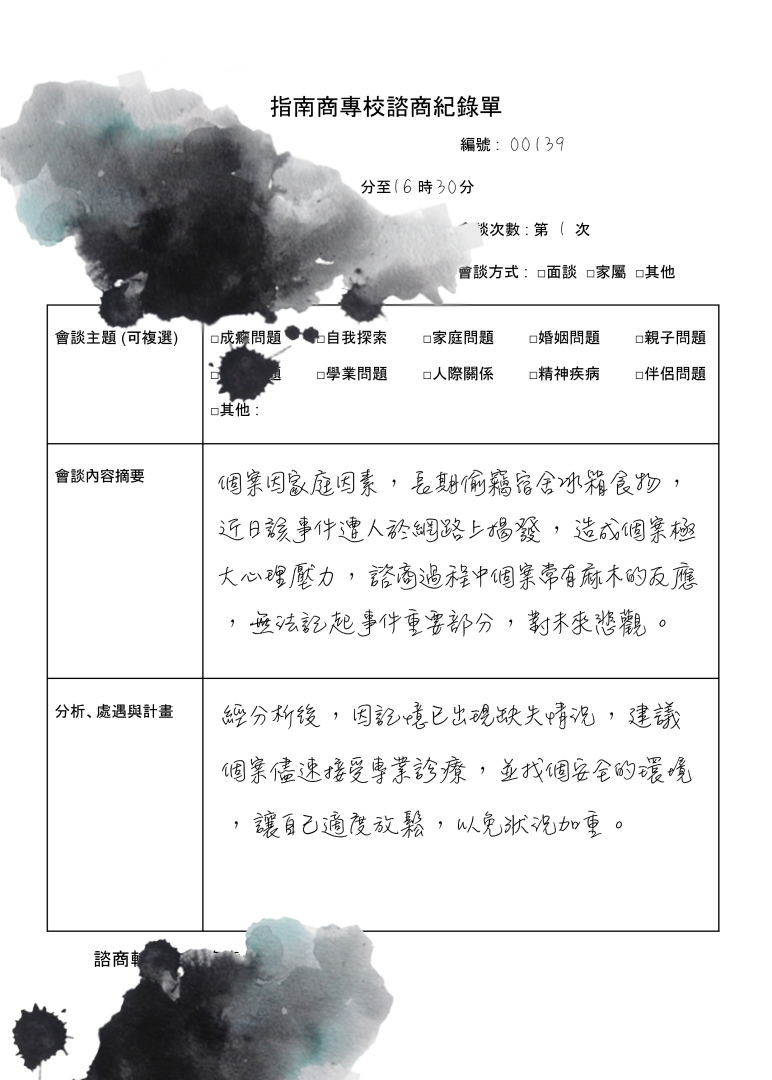 指南商專校諮商紀錄單
編號：00139
分至16時30分
談次數：第 1 次
會談方式：□面談 □家屬 □其他
會談主題(可複選) □成癮問題 □自我探索 □家庭問題 □婚姻問題 □親子問題
□ 題 □學業問題 □人際關係 □精神疾病 □伴侶問題
□其他：
會談內容摘要
個案因家庭因素，長期偷竊宿舍冰箱食物，
近日該事件遭人於網路上揭發，造成個案極
大心理壓力，諮商過程中個案常有麻木的反應
，無法記起事件重要部分，對未來悲觀。
分析、處遇與計畫
經分析後，因記憶已出現缺失情況，建議
個案儘速接受專業診療，並找個安全的環境
，讓自己適度放鬆，以免狀況加重。
諮商